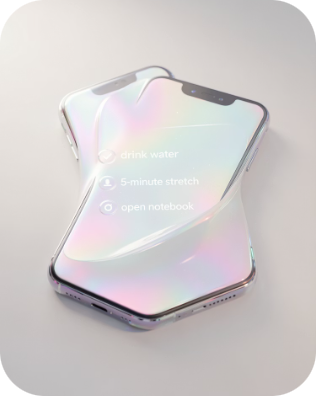 drink water
5-minute stretch
open notebook